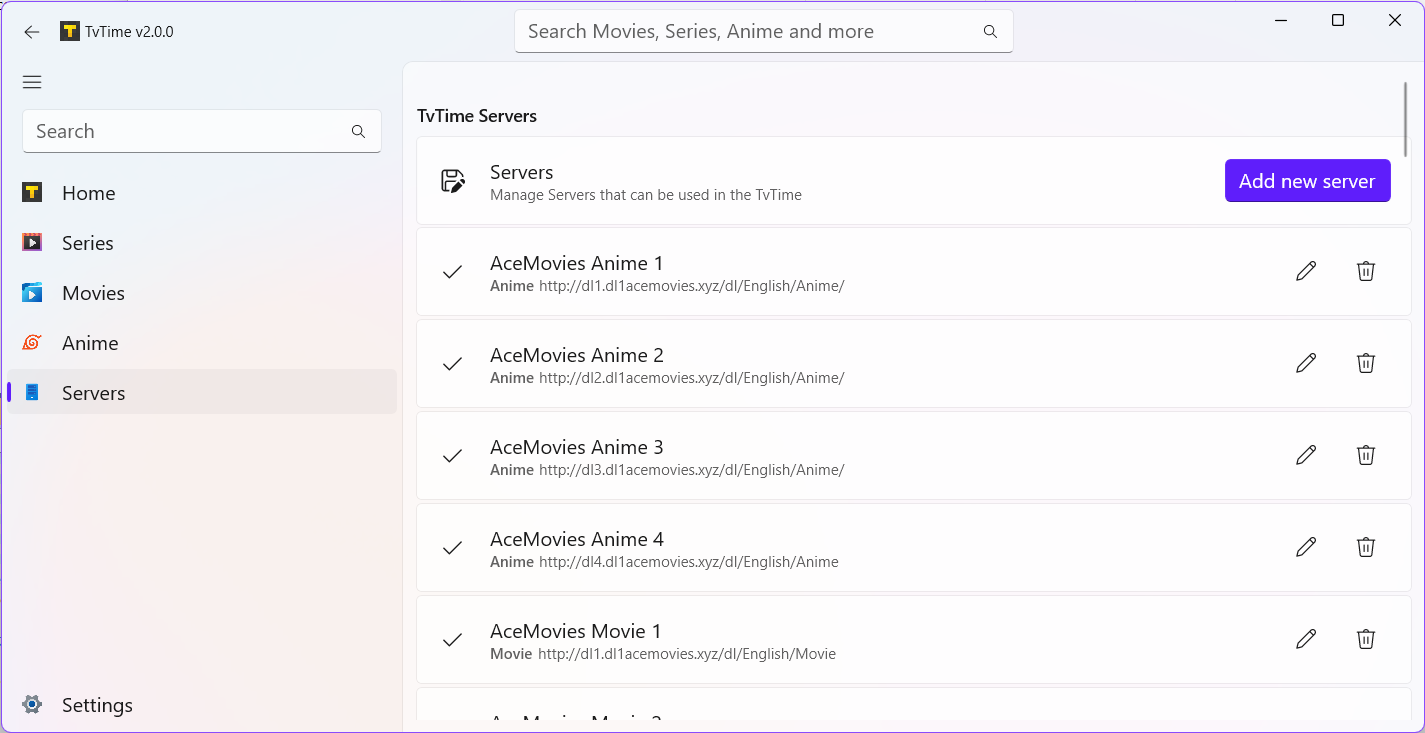 TvTime v2.0.0
Search Movies, Series, Anime and more
Search
Home
Series
Movies
Anime
Servers
Settings
TvTime Servers
Servers
Manage Servers that can be used in the TvTime
Add new server
AceMovies Anime 1
Anime http://dl1.dl1acemovies.xyz/dl/English/Anime/
AceMovies Anime 2
Anime http://dl2.dl1acemovies.xyz/dl/English/Anime/
AceMovies Anime 3
Anime http://dl3.dl1acemovies.xyz/dl/English/Anime/
AceMovies Anime 4
Anime http://dl4.dl1acemovies.xyz/dl/English/Anime
AceMovies Movie 1
Movie http://dl1.dl1acemovies.xyz/dl/English/Movie